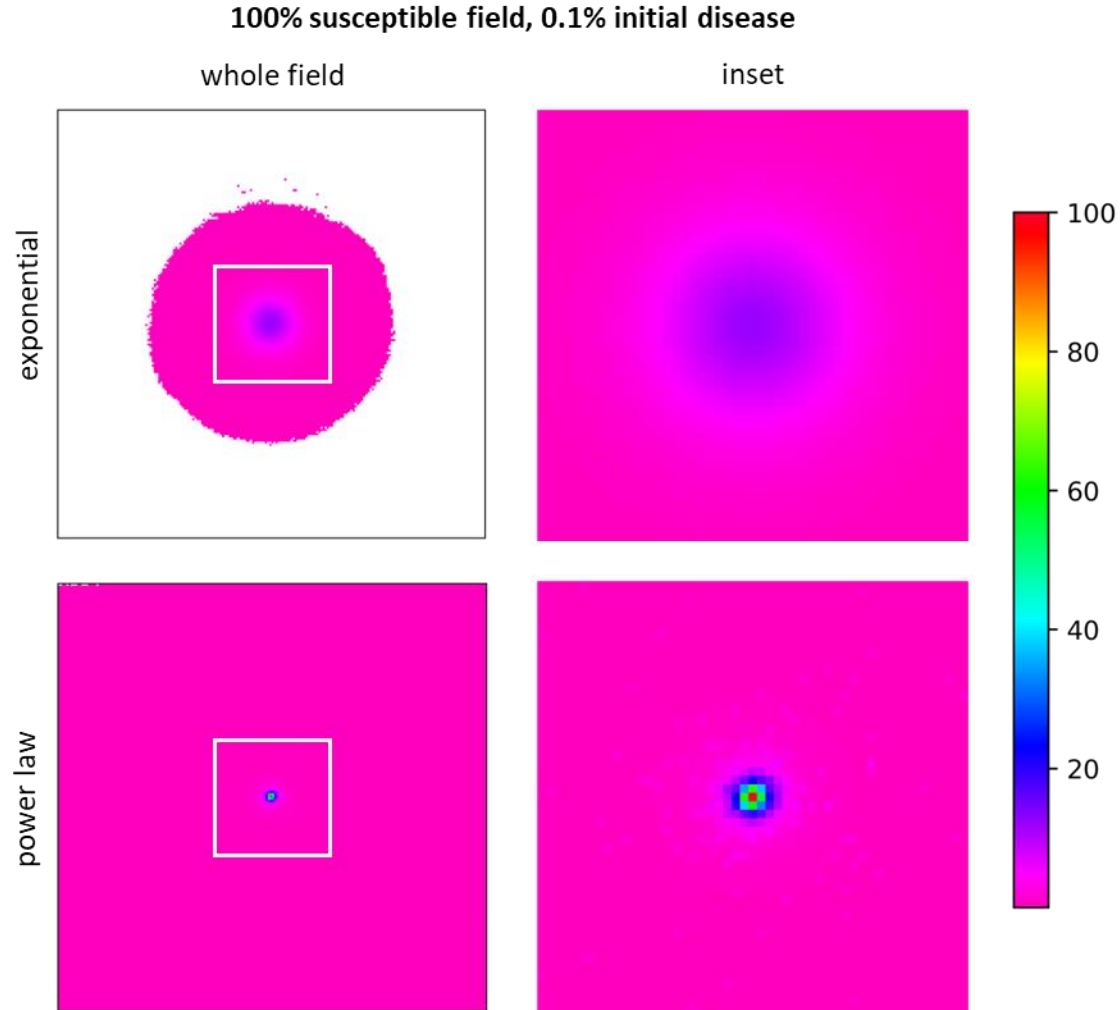 100% susceptible field, 0.1% initial disease
whole field
inset
exponential
power law
100
80
60
40
20